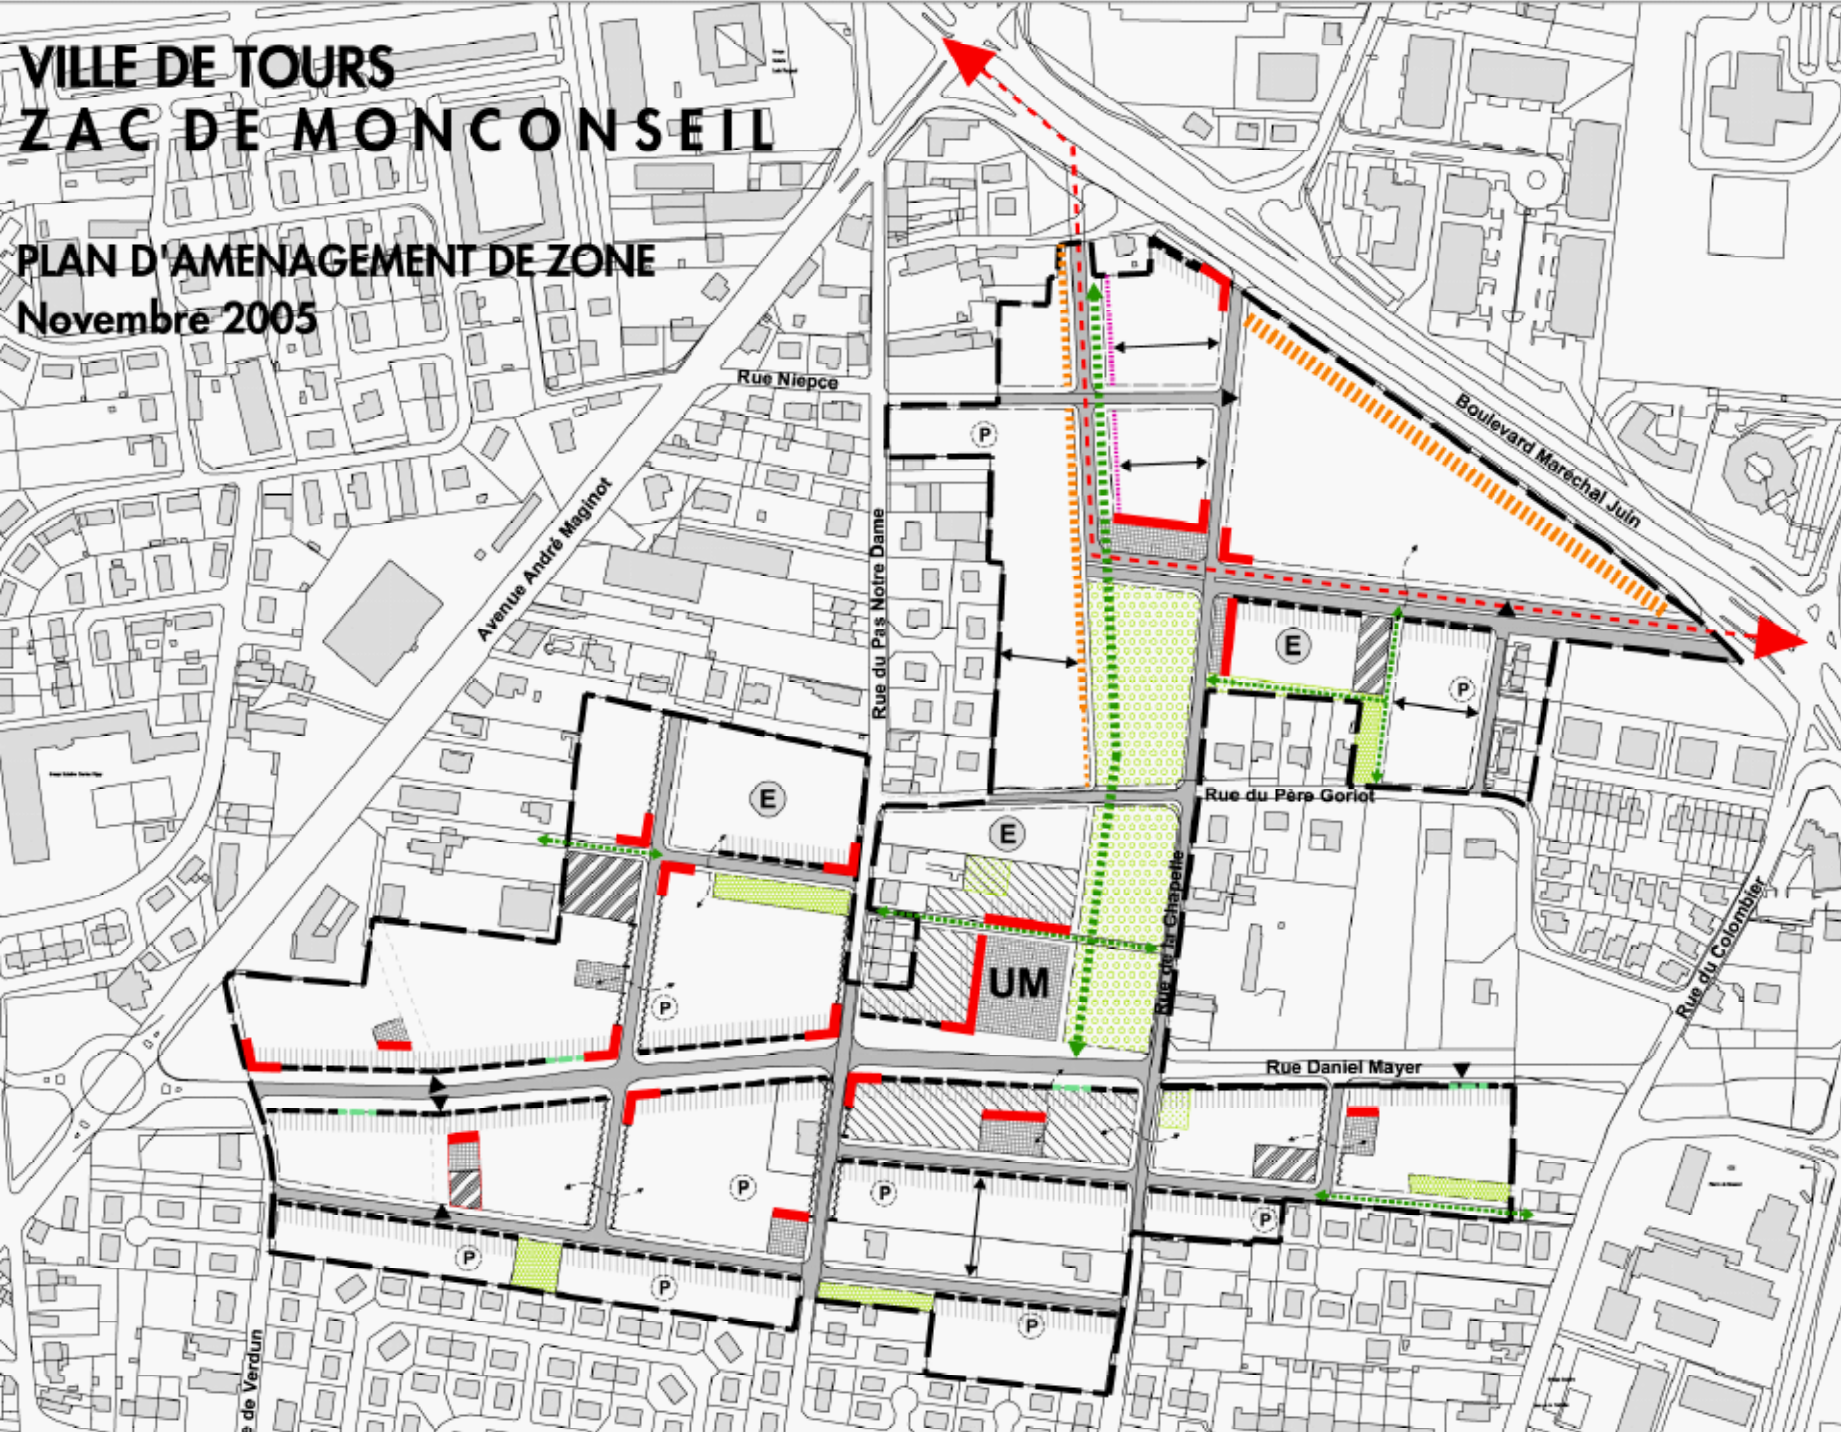 VILLE DE TOURS
ZAC DE MONCONSEIL
PLAN D'AMENAGEMENT DE ZONE
Novembre 2005
Rue Niepce
Boulevard Maréchal Juin
P
Avenue André Maginot
Rue du Pas Notre Dame
E
P
E
Rue du Père Goriot
E
Rue de la Chapelle
Rue du Colombier
UM
P
Rue Daniel Mayer
P
P
P
P
P
P
e de Verdun